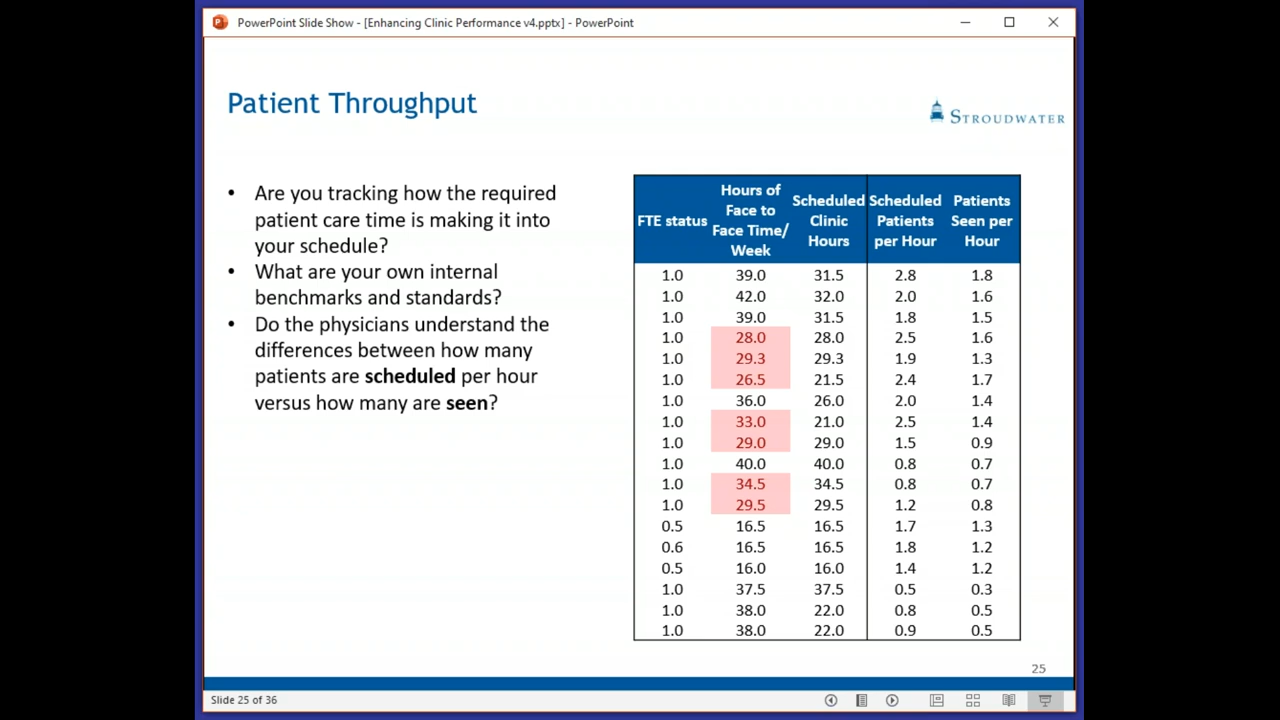 PowerPoint Slide Show - [Enhancing Clinic Performance v4.pptx] - PowerPoint
Patient Throughput
STROUDWATER
• Are you tracking how the required
patient care time is making it into
your schedule?
• What are your own internal
benchmarks and standards?
• Do the physicians understand the
differences between how many
patients are scheduled per hour
versus how many are seen?
FTE status
Hours of
Face to
Face Time/
Week
Scheduled
Clinic
Hours
Scheduled
Patients
per Hour
Patients
Seen per
Hour
1.0 39.0 31.5 2.8 1.8
1.0 42.0 32.0 2.0 1.6
1.0 39.0 31.5 1.8 1.5
1.0 28.0 28.0 2.5 1.6
1.0 29.3 29.3 1.9 1.3
1.0 26.5 21.5 2.4 1.7
1.0 36.0 26.0 2.0 1.4
1.0 33.0 21.0 2.5 1.4
1.0 29.0 29.0 1.5 0.9
1.0 40.0 40.0 0.8 0.7
1.0 34.5 34.5 0.8 0.7
1.0 29.5 29.5 1.2 0.8
0.5 16.5 16.5 1.7 1.3
0.6 16.5 16.5 1.8 1.2
0.5 16.0 16.0 1.4 1.2
1.0 37.5 37.5 0.5 0.3
1.0 38.0 22.0 0.8 0.5
1.0 38.0 22.0 0.9 0.5
25
Slide 25 of 36